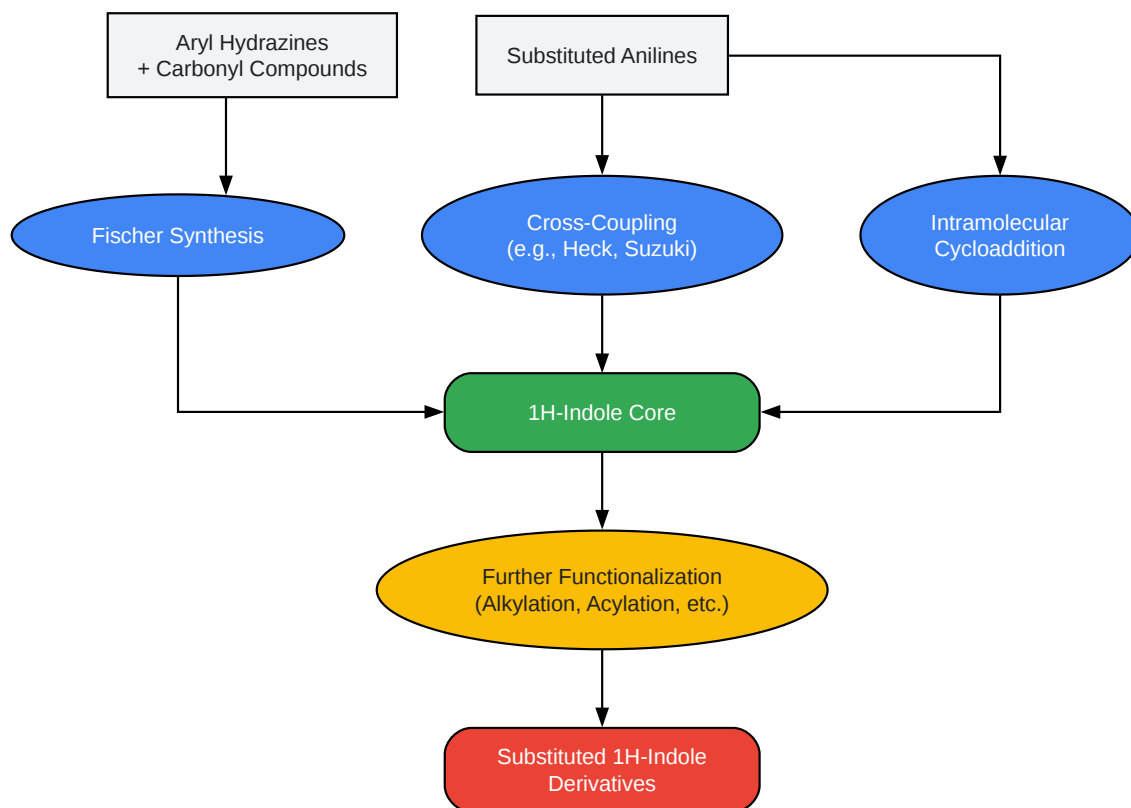 Aryl Hydrazines
+ Carbonyl Compounds
Substituted Anilines
Fischer Synthesis
Cross-Coupling
(e.g., Heck, Suzuki)
Intramolecular
Cycloaddition
1H-Indole Core
Further Functionalization
(Alkylation, Acylation, etc.)
Substituted 1H-Indole
Derivatives